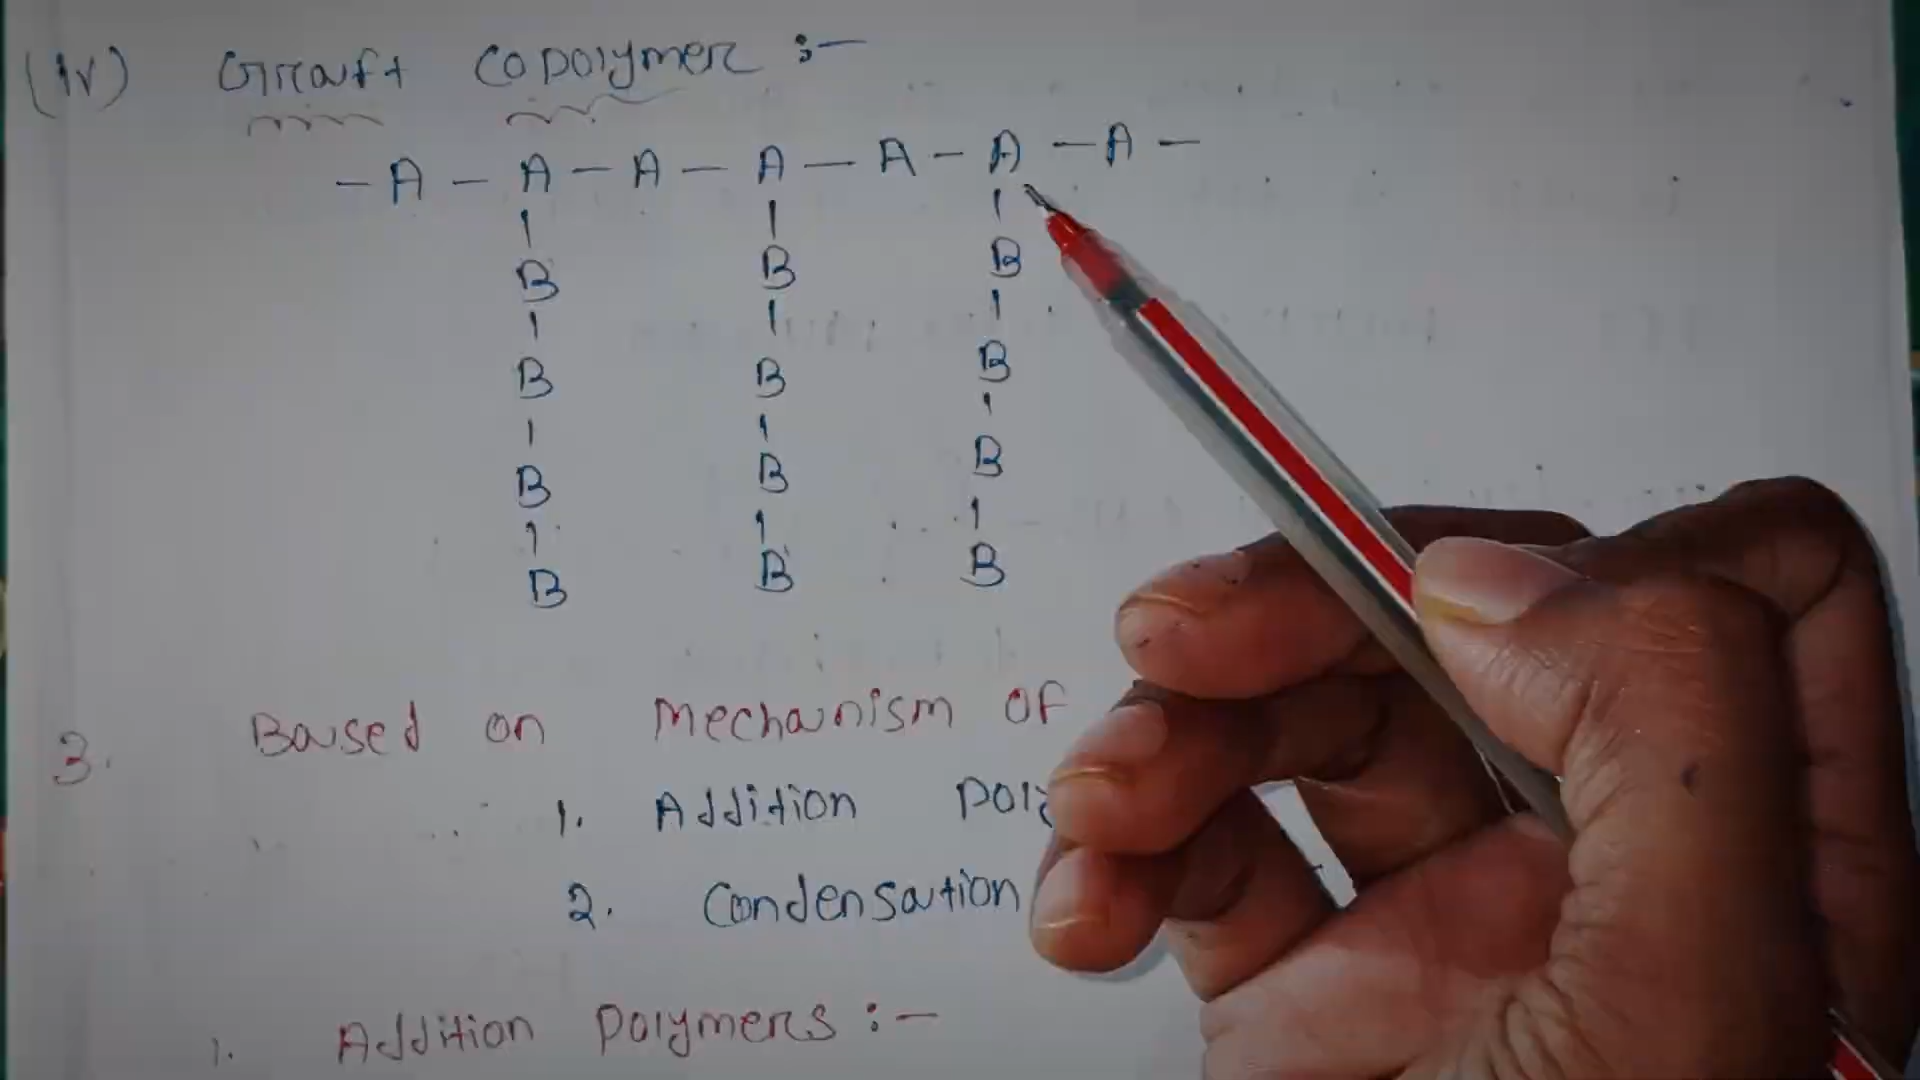 (iv) Graft Copolymer :-
- A - A - A - A - A - A - A -
| | |
B B B
| | |
B B B
| | |
B B B
| | |
B B B
3. Based on Mechanism of
1. Addition
2. Condensation
1. Addition Polymers :-